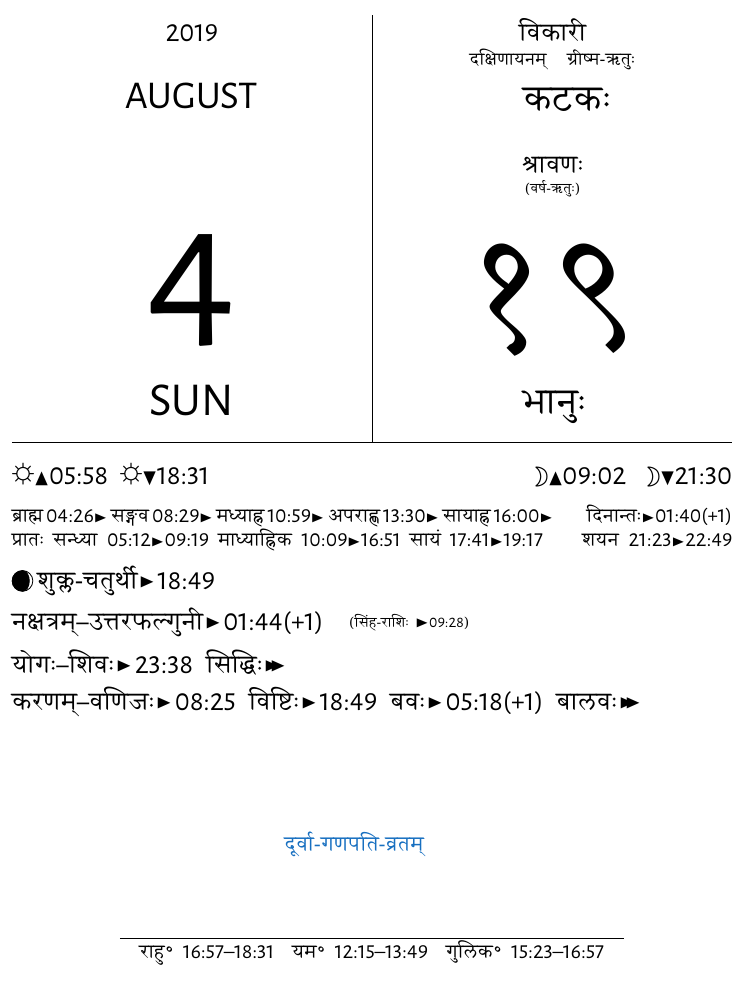 2019
AUGUST
4
SUN
विकारी
दक्षिणायनम् ग्रीष्म-ऋतुः
कटकः
श्रावणः
(वर्ष-ऋतुः)
१९
भानुः
☼▲05:58 ☼▼18:31 ☽▲09:02 ☽▼21:30
ब्राह्म 04:26► सङ्गव 08:29► मध्याह्न 10:59► अपराह्ण 13:30► सायाह्न 16:00► दिनान्तः►01:40(+1)
प्रातः सन्ध्या 05:12►09:19 माध्याह्निक 10:09►16:51 सायं 17:41►19:17 शयन 21:23►22:49
शुक्ल-चतुर्थी►18:49
नक्षत्रम्–उत्तरफल्गुनी►01:44(+1) (सिंह-राशिः ►09:28)
योगः–शिवः►23:38 सिद्धिः►►
करणम्–वणिजः►08:25 विष्टिः►18:49 बवः►05:18(+1) बालवः►►
दूर्वा-गणपति-व्रतम्
राहु° 16:57–18:31 यम° 12:15–13:49 गुलिक° 15:23–16:57